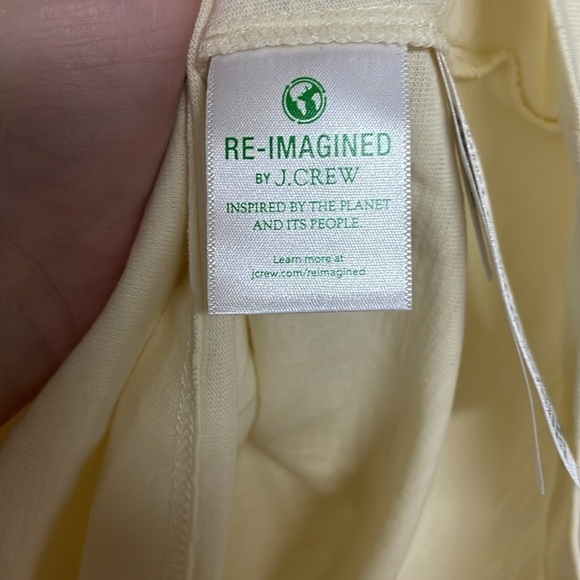 RE-IMAGINED
BY J.CREW
INSPIRED BY THE PLANET
AND ITS PEOPLE.
Learn more at
jcrew.com/reimagined